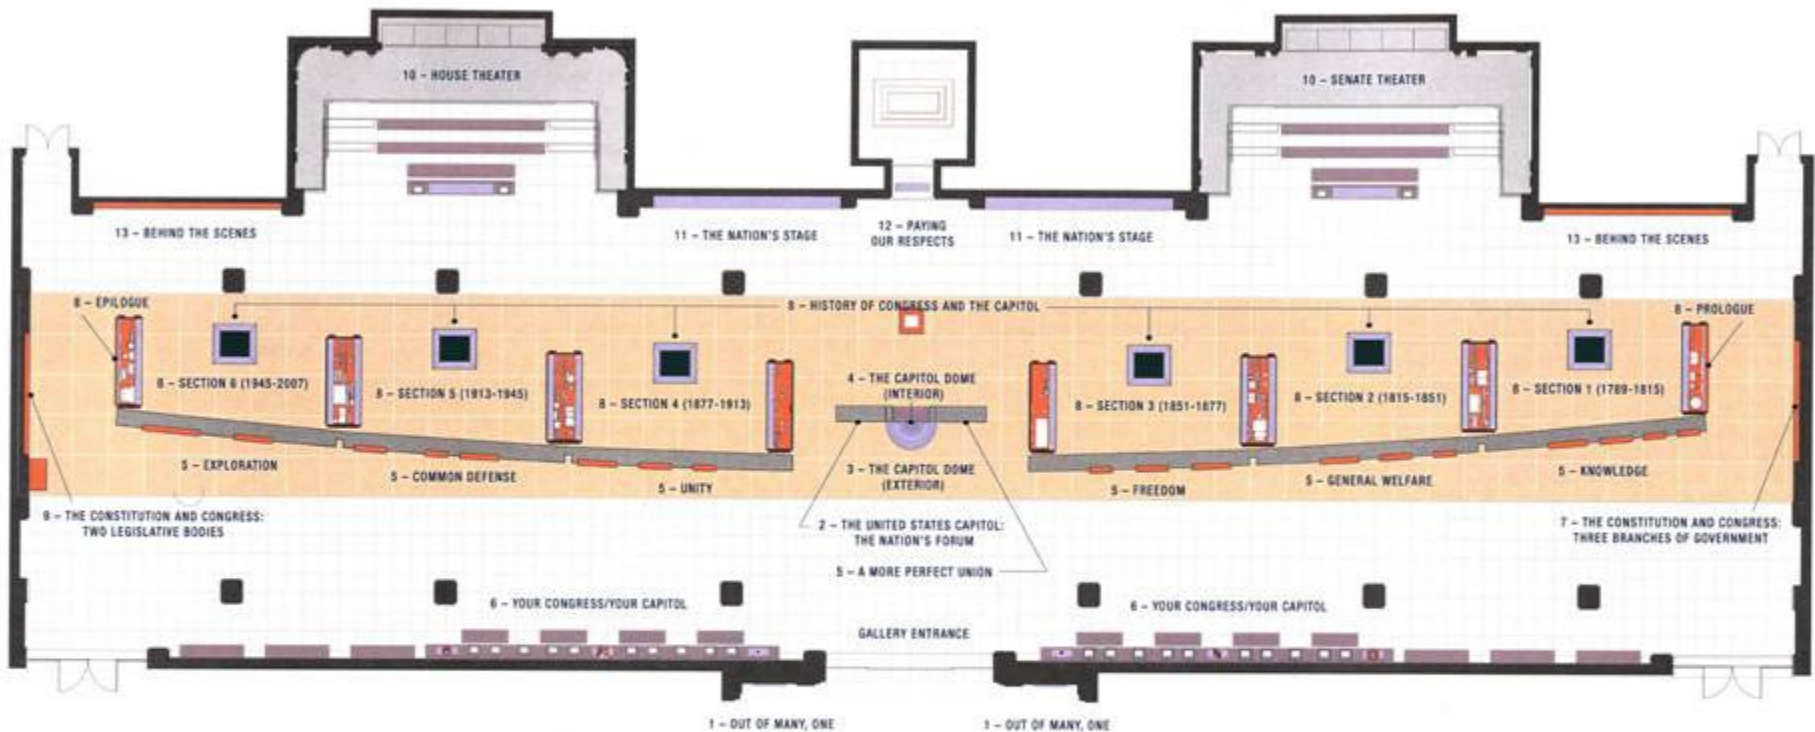 10 – HOUSE THEATER
10 – SENATE THEATER
13 – BEHIND THE SCENES
11 – THE NATION'S STAGE
12 – PAYING
OUR RESPECTS
11 – THE NATION'S STAGE
13 – BEHIND THE SCENES
8 – EPILOGUE
8 – HISTORY OF CONGRESS AND THE CAPITOL
8 – PROLOGUE
8 – SECTION 6 (1945-2007)
8 – SECTION 5 (1913-1945)
8 – SECTION 4 (1877-1913)
4 – THE CAPITOL DOME
(INTERIOR)
8 – SECTION 3 (1851-1877)
8 – SECTION 2 (1815-1851)
8 – SECTION 1 (1789-1815)
5 – EXPLORATION
5 – COMMON DEFENSE
5 – UNITY
3 – THE CAPITOL DOME
(EXTERIOR)
5 – FREEDOM
5 – GENERAL WELFARE
5 – KNOWLEDGE
9 – THE CONSTITUTION AND CONGRESS:
TWO LEGISLATIVE BODIES
2 – THE UNITED STATES CAPITOL:
THE NATION'S FORUM
7 – THE CONSTITUTION AND CONGRESS:
THREE BRANCHES OF GOVERNMENT
5 – A MORE PERFECT UNION
6 – YOUR CONGRESS/YOUR CAPITOL
6 – YOUR CONGRESS/YOUR CAPITOL
GALLERY ENTRANCE
1 – OUT OF MANY, ONE
1 – OUT OF MANY, ONE